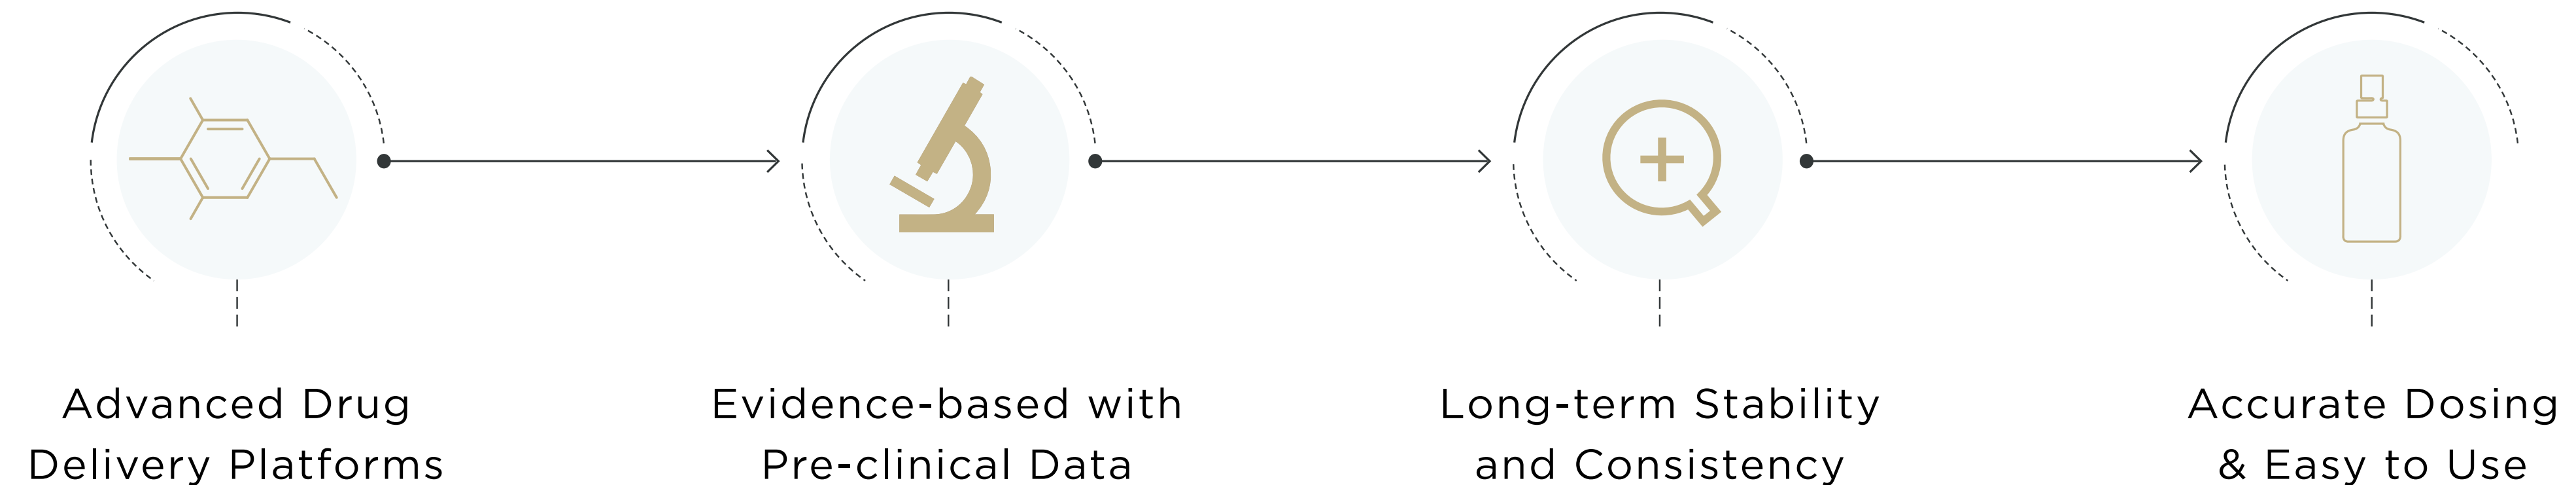 Advanced Drug
Delivery Platforms
Evidence-based with
Pre-clinical Data
Long-term Stability
and Consistency
Accurate Dosing
& Easy to Use